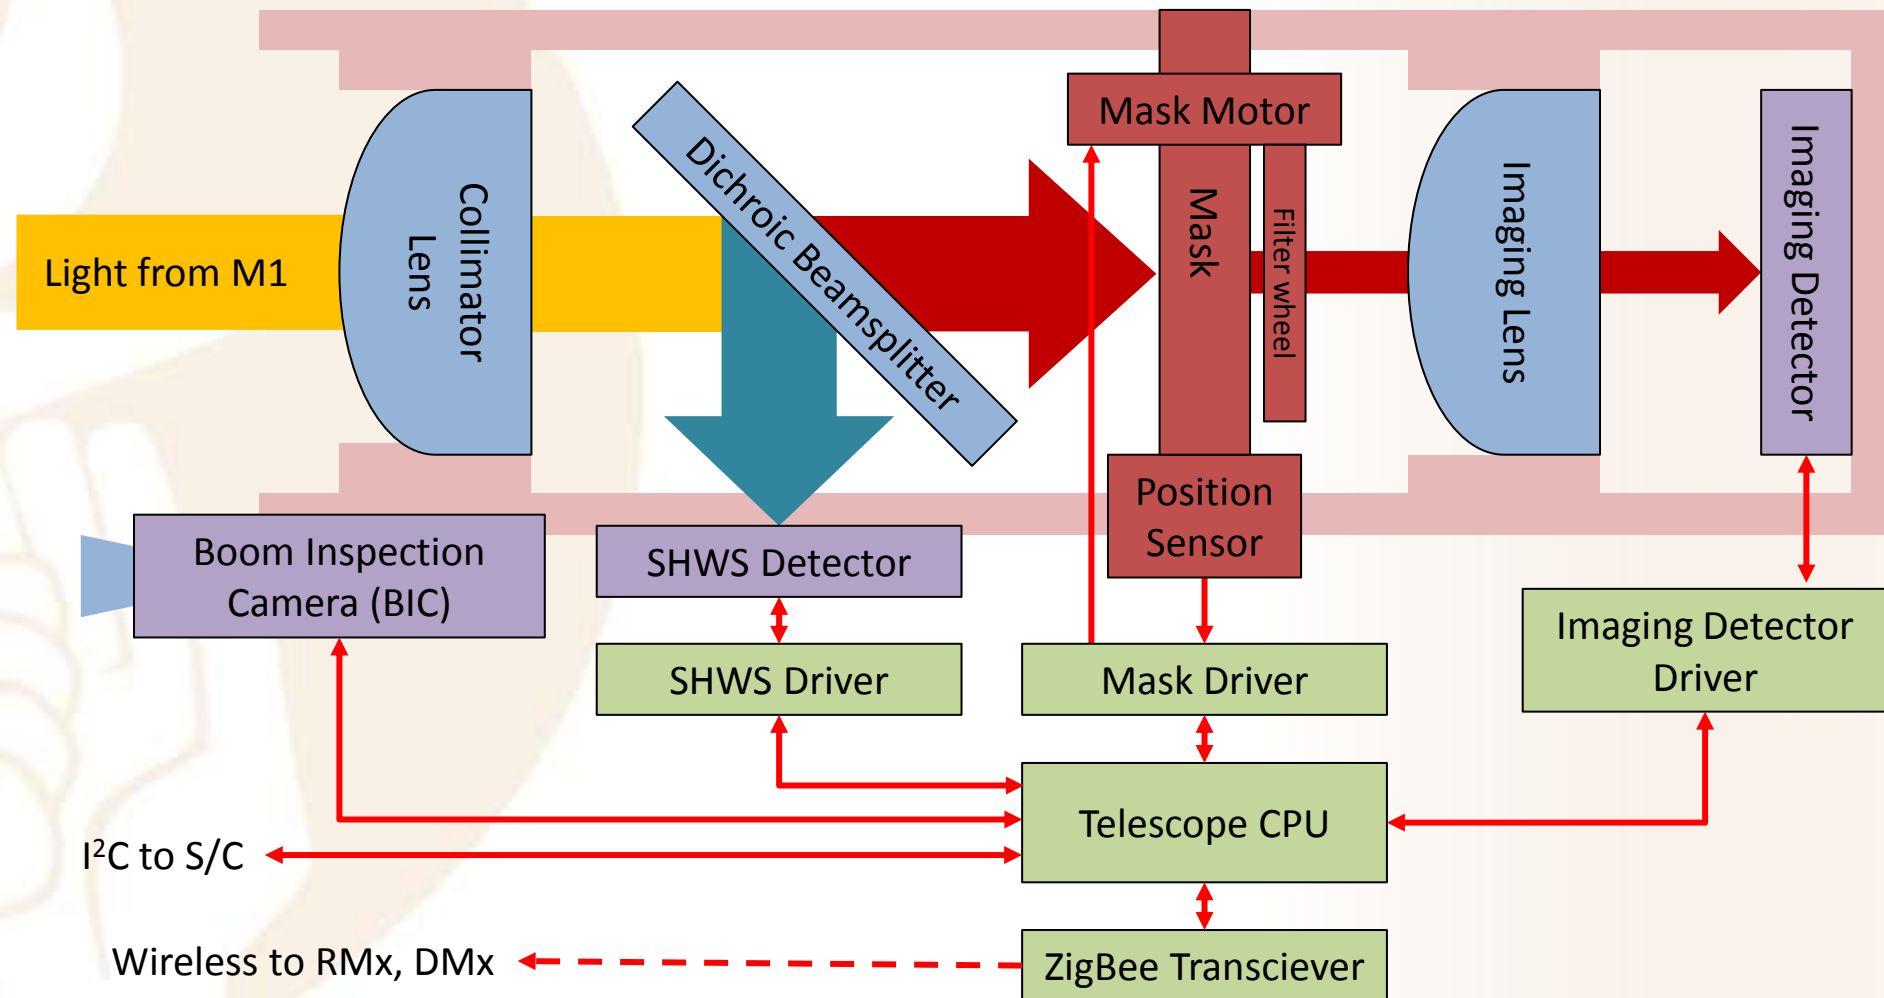 Mask Motor
Light from M1
Collimator
Lens
Dichroic Beamsplitter
Mask
Filter wheel
Imaging Lens
Imaging Detector
Position
Sensor
Boom Inspection
Camera (BIC)
SHWS Detector
SHWS Driver
Mask Driver
Imaging Detector
Driver
Telescope CPU
I²C to S/C
Wireless to RMx, DMx
ZigBee Transciever